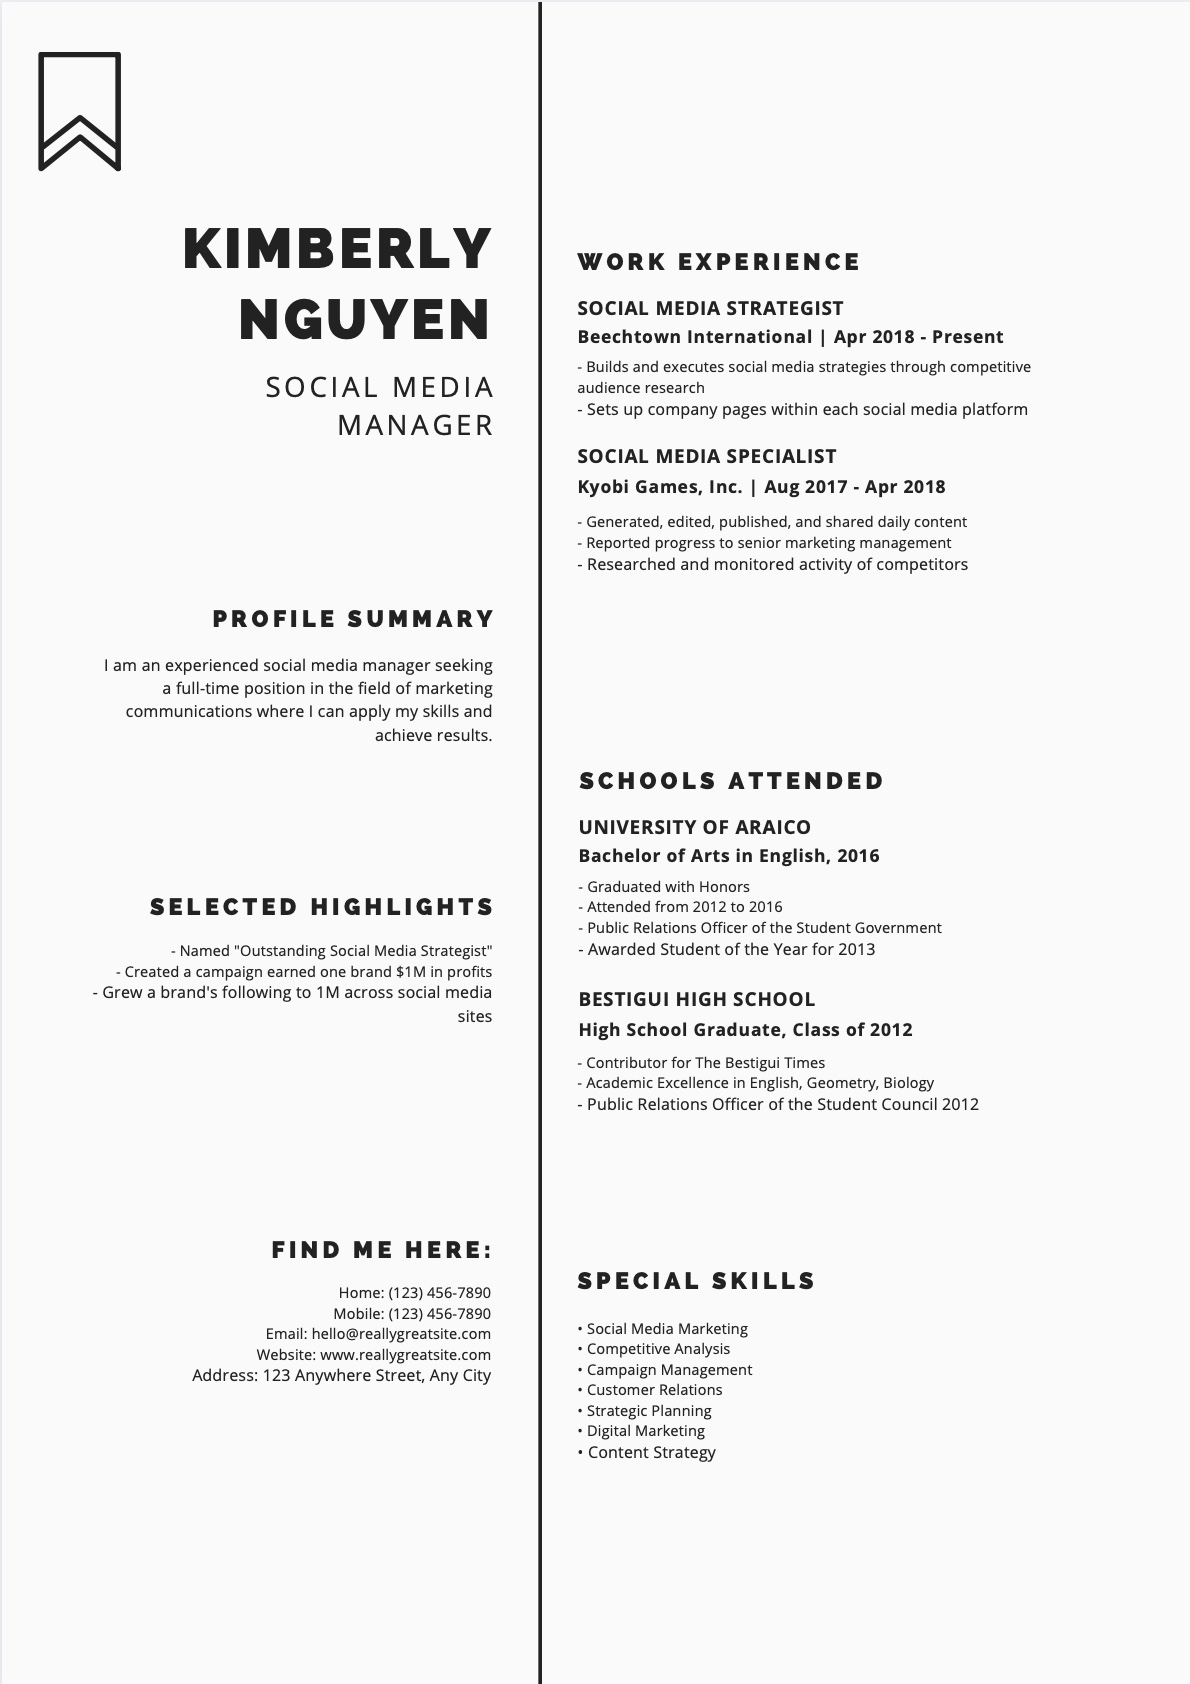 KIMBERLY
NGUYEN
SOCIAL MEDIA
MANAGER
PROFILE SUMMARY
I am an experienced social media manager seeking
a full-time position in the field of marketing
communications where I can apply my skills and
achieve results.
SELECTED HIGHLIGHTS
- Named "Outstanding Social Media Strategist"
- Created a campaign earned one brand $1M in profits
- Grew a brand's following to 1M across social media
sites
FIND ME HERE:
Home: (123) 456-7890
Mobile: (123) 456-7890
Email: hello@reallygreatsite.com
Website: www.reallygreatsite.com
Address: 123 Anywhere Street, Any City
WORK EXPERIENCE
SOCIAL MEDIA STRATEGIST
Beechtown International | Apr 2018 - Present
- Builds and executes social media strategies through competitive
audience research
- Sets up company pages within each social media platform
SOCIAL MEDIA SPECIALIST
Kyobi Games, Inc. | Aug 2017 - Apr 2018
- Generated, edited, published, and shared daily content
- Reported progress to senior marketing management
- Researched and monitored activity of competitors
SCHOOLS ATTENDED
UNIVERSITY OF ARAICO
Bachelor of Arts in English, 2016
- Graduated with Honors
- Attended from 2012 to 2016
- Public Relations Officer of the Student Government
- Awarded Student of the Year for 2013
BESTIGUI HIGH SCHOOL
High School Graduate, Class of 2012
- Contributor for The Bestigui Times
- Academic Excellence in English, Geometry, Biology
- Public Relations Officer of the Student Council 2012
SPECIAL SKILLS
• Social Media Marketing
• Competitive Analysis
• Campaign Management
• Customer Relations
• Strategic Planning
• Digital Marketing
• Content Strategy